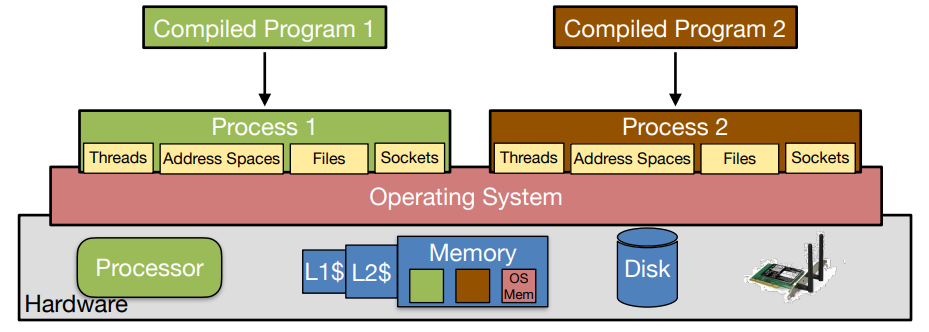 Compiled Program 1
Compiled Program 2
Process 1
Process 2
Threads
Address Spaces
Files
Sockets
Threads
Address Spaces
Files
Sockets
Operating System
Processor
L1$
L2$
Memory
OS
Mem
Disk
Hardware